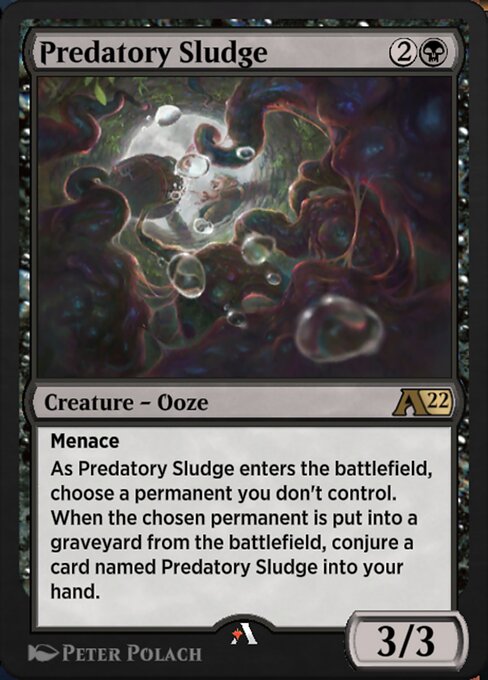 Predatory Sludge 2
Creature – Ooze
A22
Menace
As Predatory Sludge enters the battlefield,
choose a permanent you don't control.
When the chosen permanent is put into a
graveyard from the battlefield, conjure a
card named Predatory Sludge into your
hand.
3/3
Peter Polach